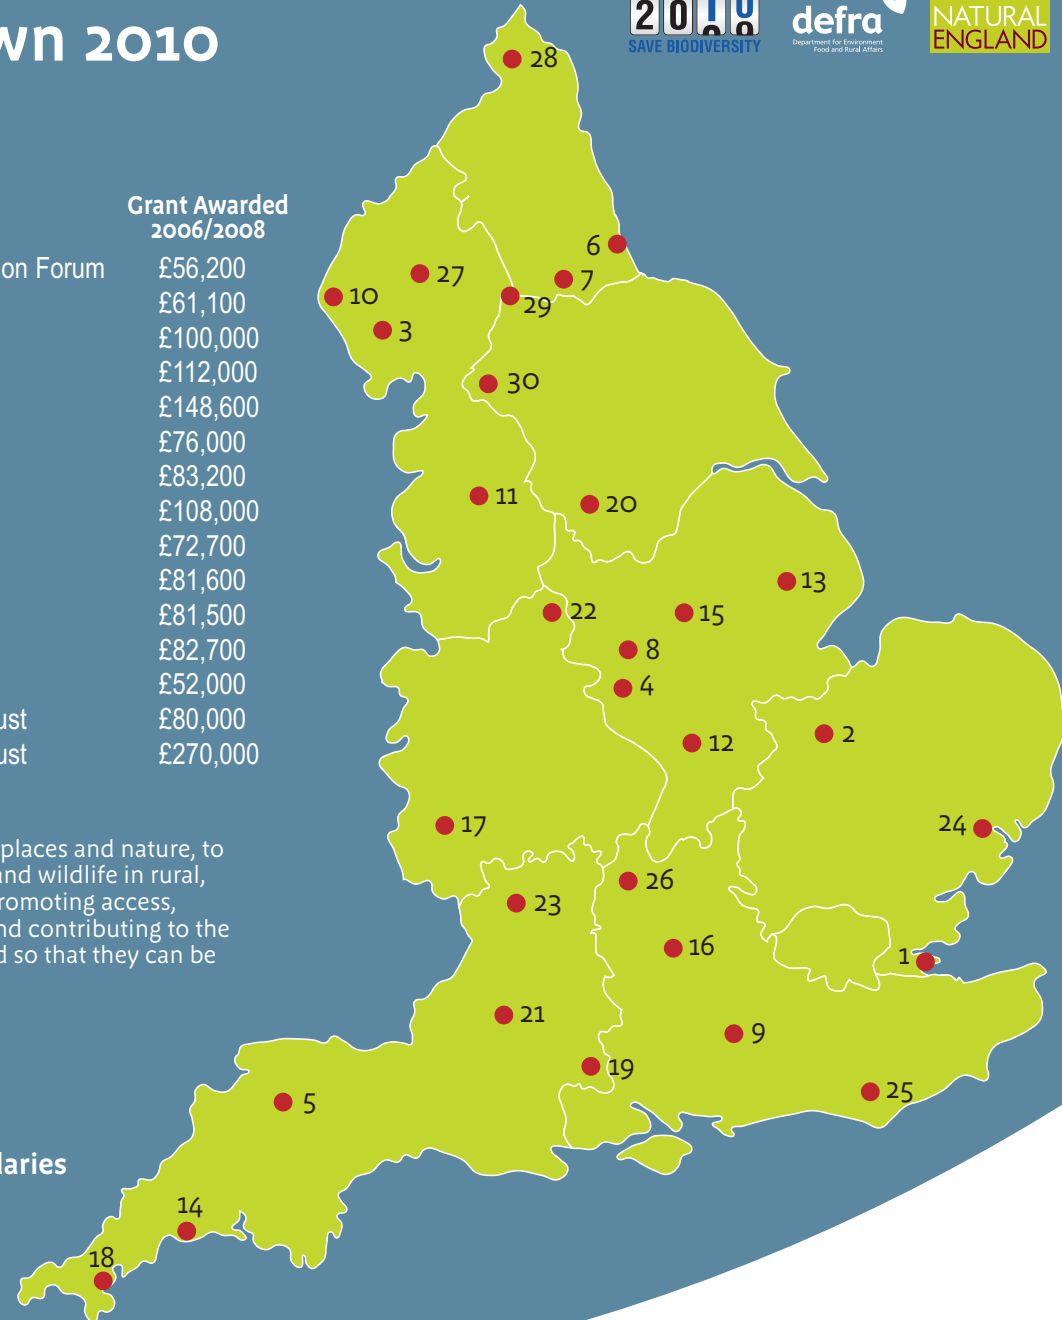 wn 2010
SAVE BIODIVERSITY
defra
Department for Environment
Food and Rural Affairs
NATURAL
ENGLAND
Grant Awarded
2006/2008
on Forum £56,200
£61,100
£100,000
£112,000
£148,600
£76,000
£83,200
£108,000
£72,700
£81,600
£81,500
£82,700
£52,000
ust £80,000
ust £270,000
places and nature, to
and wildlife in rural,
romoting access,
nd contributing to the
d so that they can be
laries
28
6
27
7
10
29
3
30
11
20
13
22
15
8
4
2
12
17
24
26
23
16
1
21
9
19
25
5
14
18